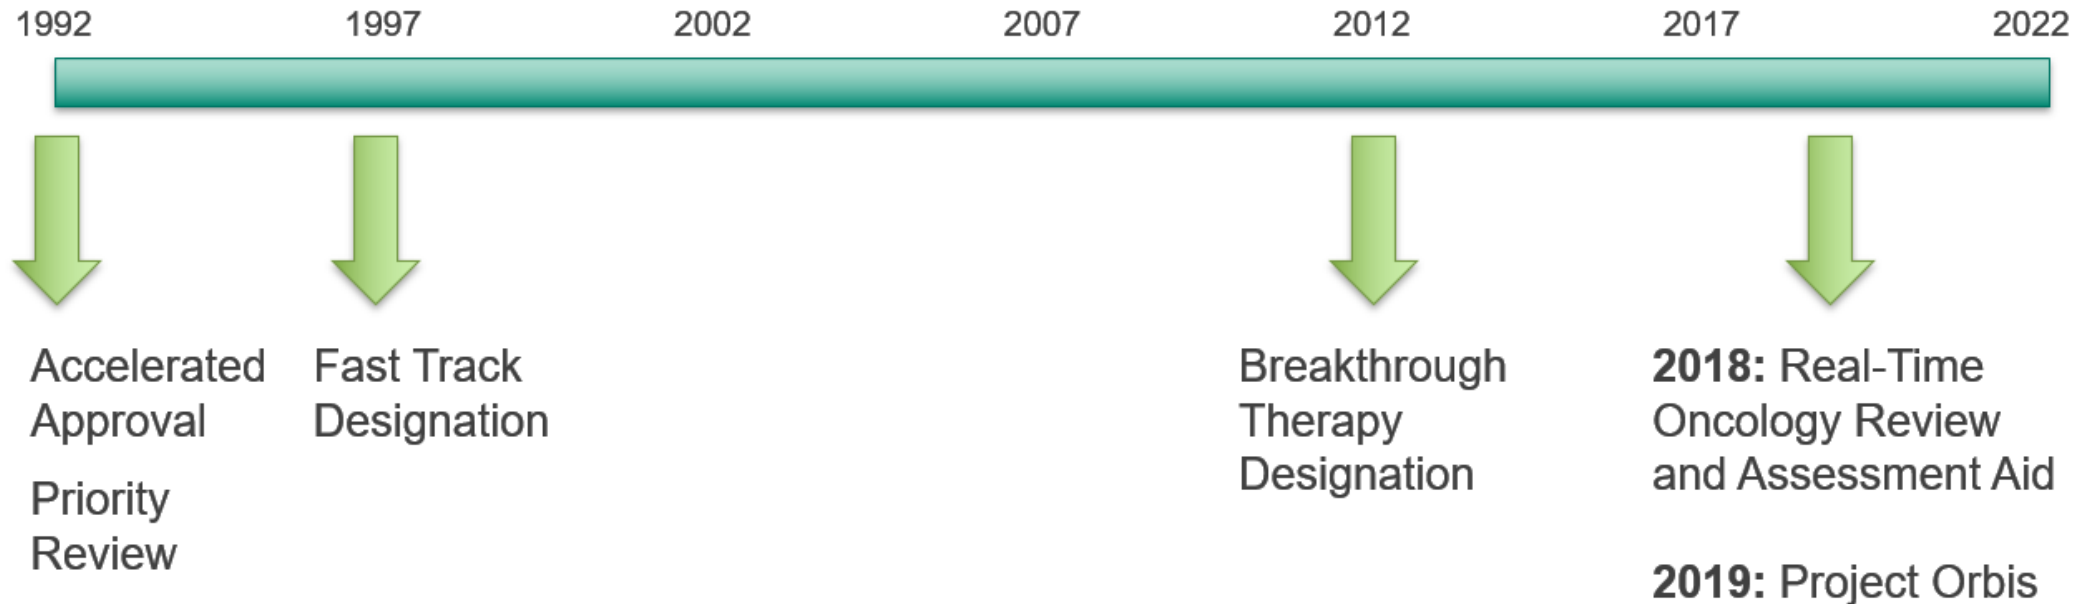 1992
1997
2002
2007
2012
2017
2022
Accelerated
Approval
Priority
Review
Fast Track
Designation
Breakthrough
Therapy
Designation
2018: Real-Time
Oncology Review
and Assessment Aid
2019: Project Orbis